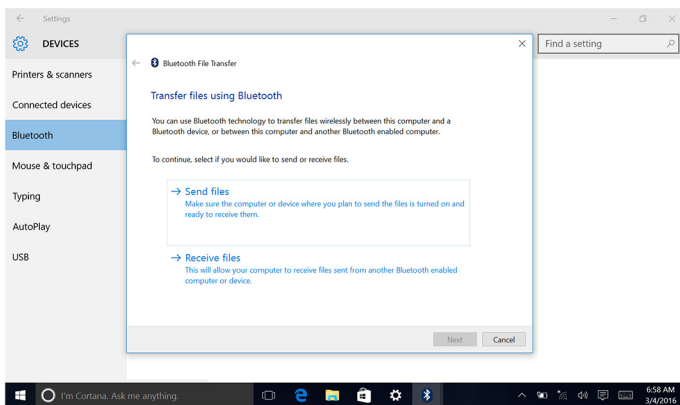 Settings
DEVICES
Find a setting
Printers & scanners
Connected devices
Bluetooth
Mouse & touchpad
Typing
AutoPlay
USB
Bluetooth File Transfer
Transfer files using Bluetooth
You can use Bluetooth technology to transfer files wirelessly between this computer and a
Bluetooth device, or between this computer and another Bluetooth enabled computer.
To continue, select if you would like to send or receive files.
Send files
Make sure the computer or device where you plan to send the files is turned on and
ready to receive them.
Receive files
This will allow your computer to receive files sent from another Bluetooth enabled
computer or device.
Next
Cancel
I'm Cortana. Ask me anything.
6:58 AM
3/4/2016